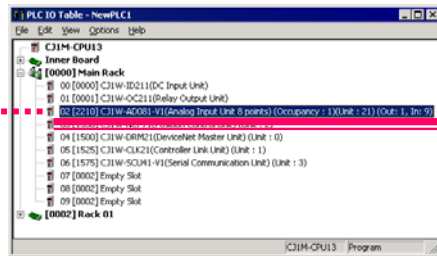 PLC IO Table - NewPLC1
File Edit View Options Help
CJ1M-CPU13
Inner Board
[0000] Main Rack
00 [0000] CJ1W-ID211(DC Input Unit)
01 [0001] CJ1W-OC211(Relay Output Unit)
02 [2210] CJ1W-AD081-V1(Analog Input Unit 8 points) (Occupancy : 1)(Unit : 21) (Out: 1, In: 9)
04 [1500] CJ1W-DRM21(DeviceNet Master Unit) (Unit : 0)
05 [1525] CJ1W-CLK21(Controller Link Unit) (Unit : 1)
06 [1575] CJ1W-SCU41-V1(Serial Communication Unit) (Unit : 3)
07 [0002] Empty Slot
08 [0002] Empty Slot
09 [0002] Empty Slot
[0002] Rack 01
CJ1M-CPU13 Program